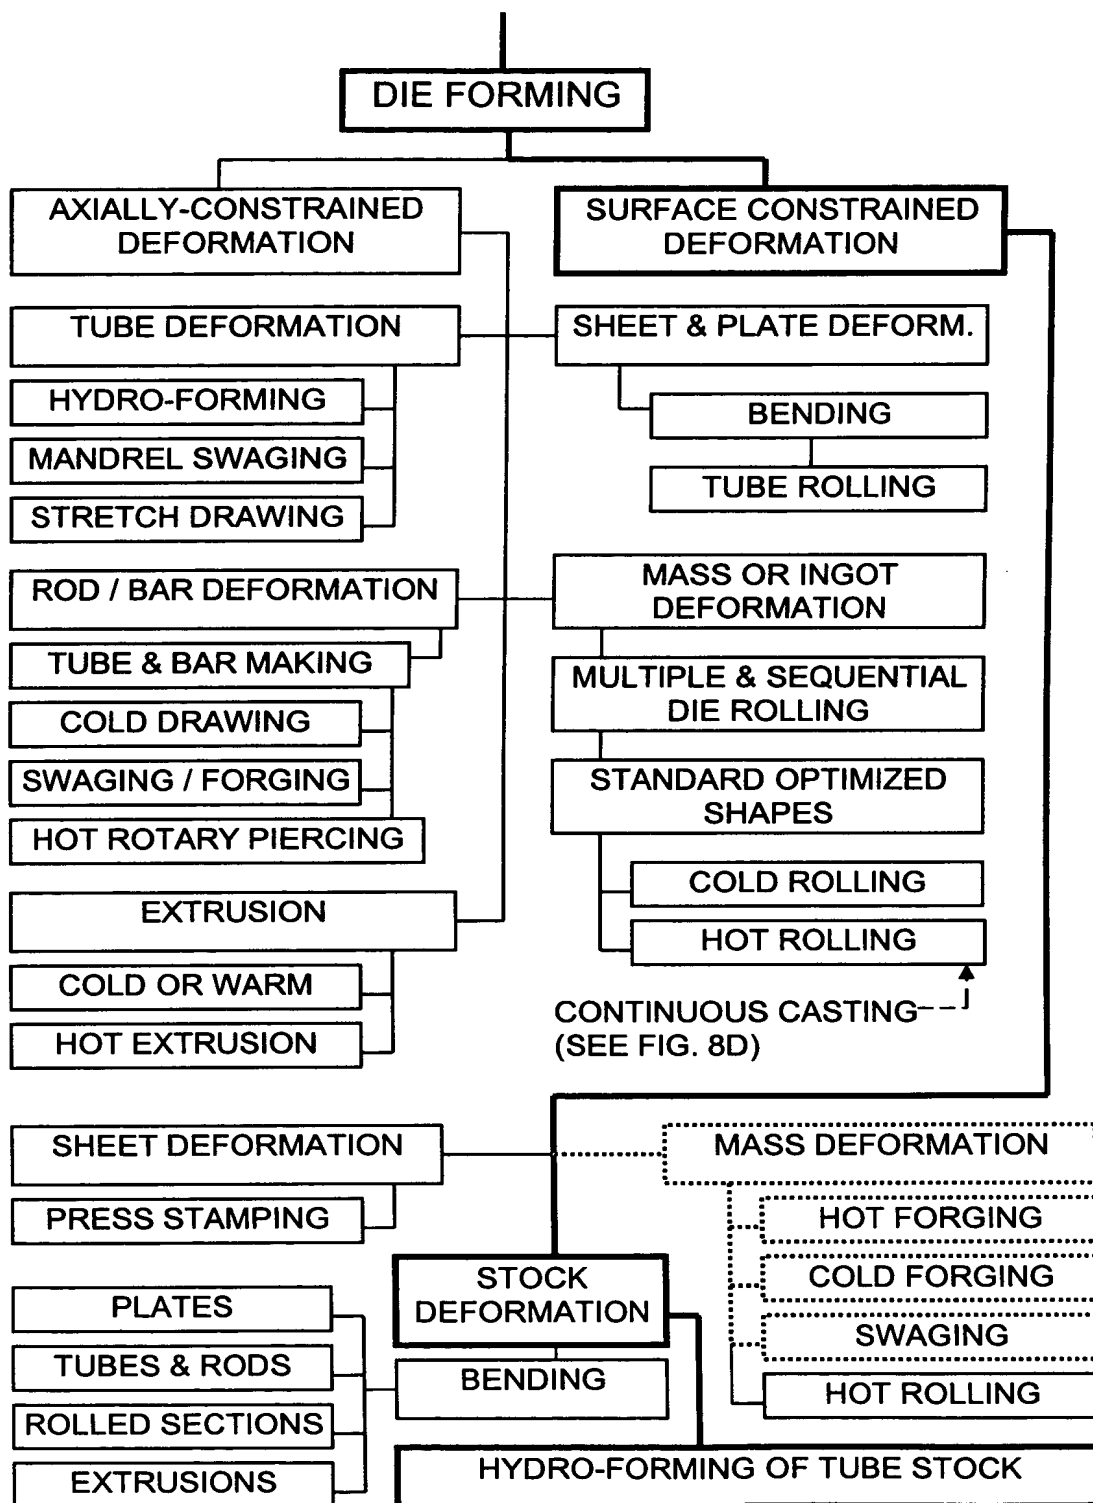 DIE FORMING
AXIALLY-CONSTRAINED
DEFORMATION
SURFACE CONSTRAINED
DEFORMATION
TUBE DEFORMATION
SHEET & PLATE DEFORM.
HYDRO-FORMING
BENDING
MANDREL SWAGING
TUBE ROLLING
STRETCH DRAWING
ROD / BAR DEFORMATION
MASS OR INGOT
DEFORMATION
TUBE & BAR MAKING
MULTIPLE & SEQUENTIAL
DIE ROLLING
COLD DRAWING
SWAGING / FORGING
STANDARD OPTIMIZED
SHAPES
HOT ROTARY PIERCING
COLD ROLLING
EXTRUSION
HOT ROLLING
COLD OR WARM
CONTINUOUS CASTING
(SEE FIG. 8D)
HOT EXTRUSION
SHEET DEFORMATION
MASS DEFORMATION
PRESS STAMPING
HOT FORGING
STOCK
DEFORMATION
COLD FORGING
PLATES
SWAGING
TUBES & RODS
BENDING
HOT ROLLING
ROLLED SECTIONS
EXTRUSIONS
HYDRO-FORMING OF TUBE STOCK